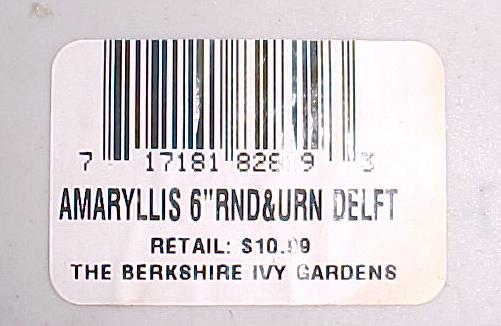 7 17181 3
AMARYLLIS 6"RND&URN DELFT
RETAIL:
THE BERKSHIRE IVY GARDENS